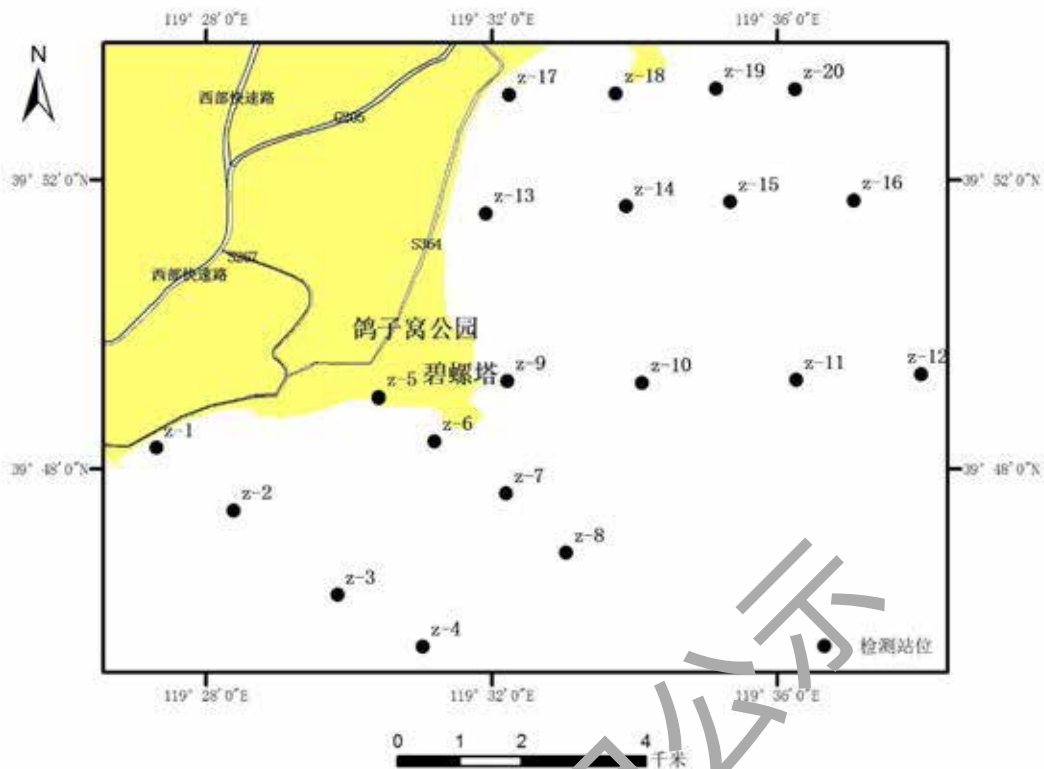 119° 28′0″E
119° 32′0″E
119° 36′0″E
N
z-17
z-18
z-19
z-20
西部快速路
G205
39° 52′0″N
39° 52′0″N
z-13
z-14
z-15
z-16
S364
S267
西部快速路
鸽子窝公园
碧螺塔
z-9
z-10
z-11
z-12
z-5
z-6
z-1
39° 48′0″N
39° 48′0″N
z-7
z-2
z-8
z-3
z-4
检测站位
119° 28′0″E
119° 32′0″E
119° 36′0″E
0 1 2 4
千米
公示